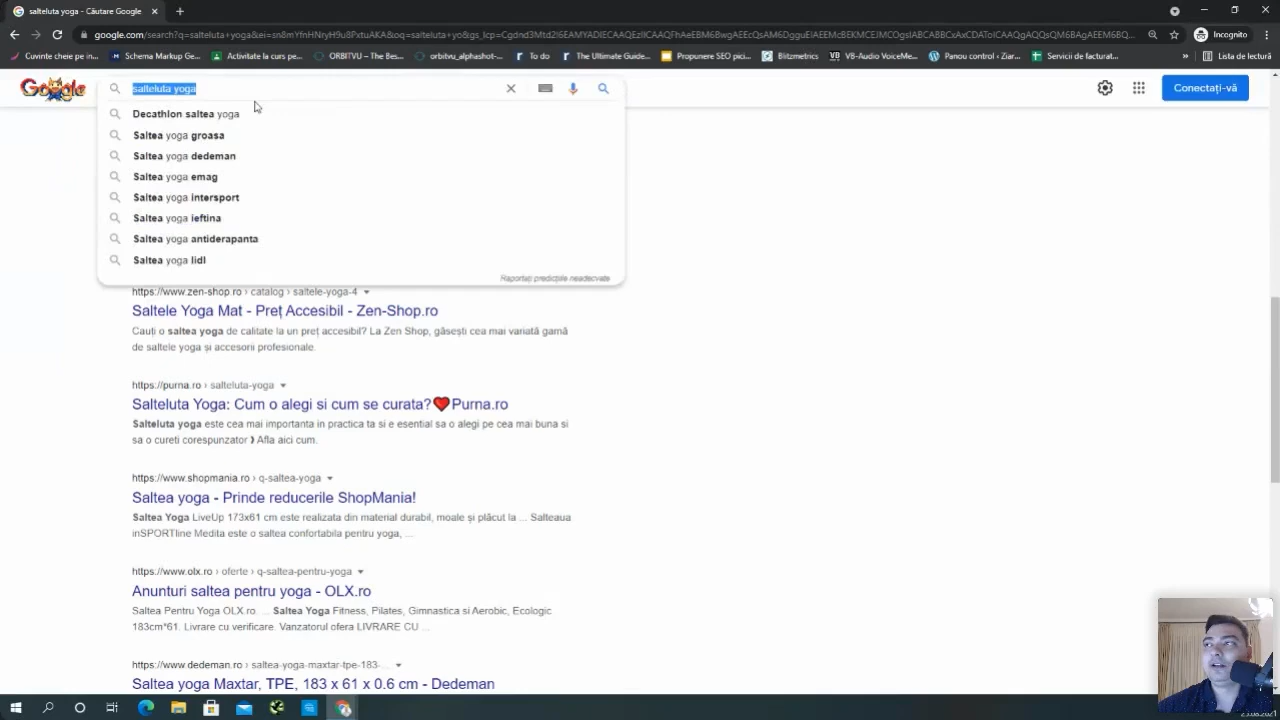 salteluta yoga - Căutare Google
google.com/search?q=salteluta+yoga&ei=
Incognito
Cuvinte cheie in con...
Schema Markup Ge...
Free Keyword Rese...
ORBITVU – The Bes...
orbitvu_alphashot-...
To do
The Ultimate Guide...
Propunere SEO pici...
Blitzmetrics
VB-Audio VoiceMe...
Panou control ‹ Ziar...
Servicii de facturat...
»
Lista de lectură
Google
salteluta yoga
Conectați-vă
Decathlon saltea yoga
Saltea yoga groasa
Saltea yoga dedeman
Saltea yoga emag
Saltea yoga intersport
Saltea yoga ieftina
Saltea yoga antiderapanta
Saltea yoga lidl
Raportați predicțiile neadecvate
https://www.zen-shop.ro › catalog › saltele-yoga-4
Saltele Yoga Mat - Preț Accesibil - Zen-Shop.ro
Cauți o saltea yoga de calitate la un preț accesibil? La Zen Shop, găsești cea mai variată gamă
de saltele yoga și accesorii profesionale.
https://purna.ro › salteluta-yoga
Salteluta Yoga: Cum o alegi si cum se curata?❤️Purna.ro
Salteluta yoga este cea mai importanta in practica ta si e esential sa o alegi pe cea mai buna si
sa o cureti corespunzator ❱ Afla aici cum.
https://www.shopmania.ro › q-saltea-yoga
Saltea yoga - Prinde reducerile ShopMania!
Saltea Yoga LiveUp 173x61 cm este realizata din material durabil, moale și plăcut la ... Salteaua
inSPORTline Medita este o saltea confortabila pentru yoga, ...
https://www.olx.ro › oferte › q-saltea-pentru-yoga
Anunturi saltea pentru yoga - OLX.ro
Saltea Pentru Yoga OLX.ro. ... Saltea Yoga Fitness, Pilates, Gimnastica si Aerobic, Ecologic
183cm*61. Livrare cu verificare. Vanzatorul ofera LIVRARE CU ...
https://www.dedeman.ro › saltea-yoga-maxtar-tpe-183-...
Saltea yoga Maxtar, TPE, 183 x 61 x 0.6 cm - Dedeman